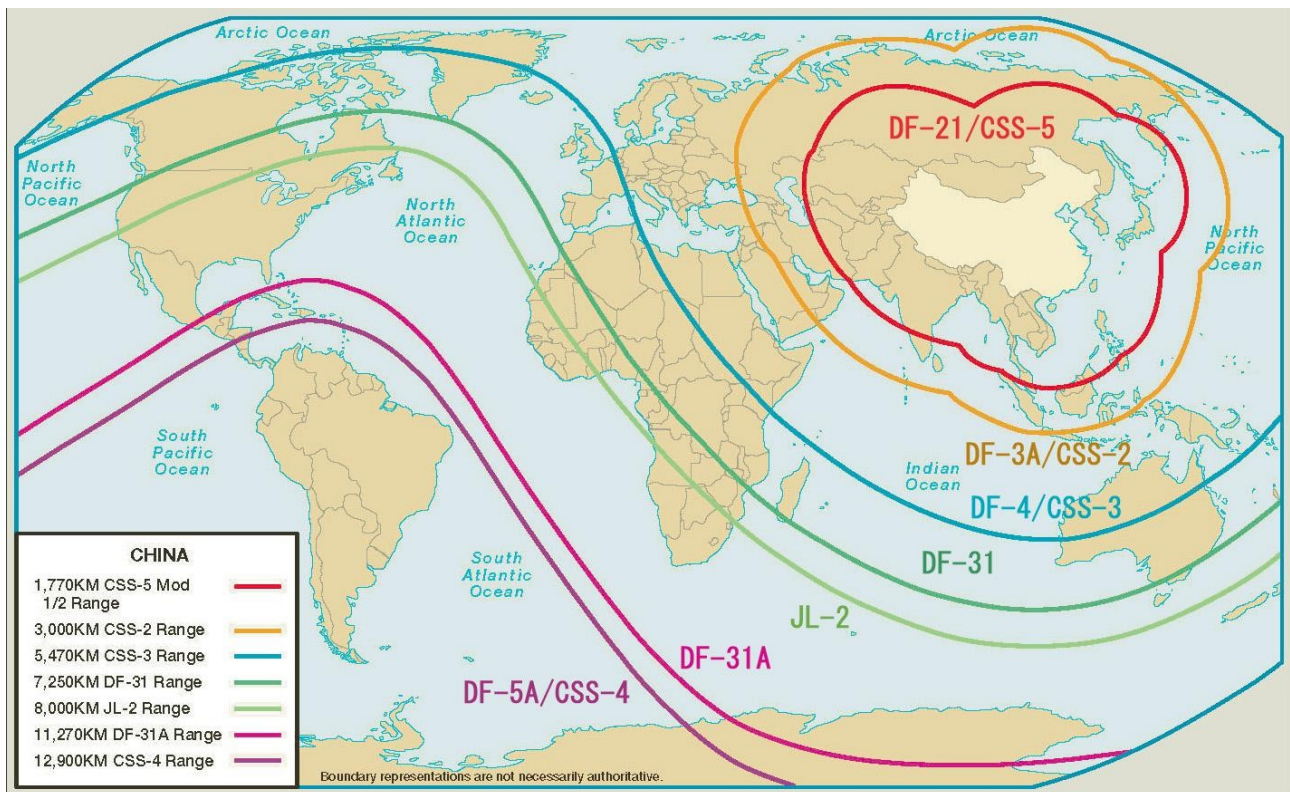 Arctic Ocean
Arctic Ocean
DF-21/CSS-5
North
Pacific
Ocean
North
Atlantic
Ocean
North
Pacific
Ocean
South
Pacific
Ocean
DF-3A/CSS-2
Indian
Ocean
DF-4/CSS-3
DF-31
South
Atlantic
Ocean
JL-2
DF-31A
DF-5A/CSS-4
CHINA
1,770KM CSS-5 Mod
1/2 Range
3,000KM CSS-2 Range
5,470KM CSS-3 Range
7,250KM DF-31 Range
8,000KM JL-2 Range
11,270KM DF-31A Range
12,900KM CSS-4 Range
Boundary representations are not necessarily authoritative.